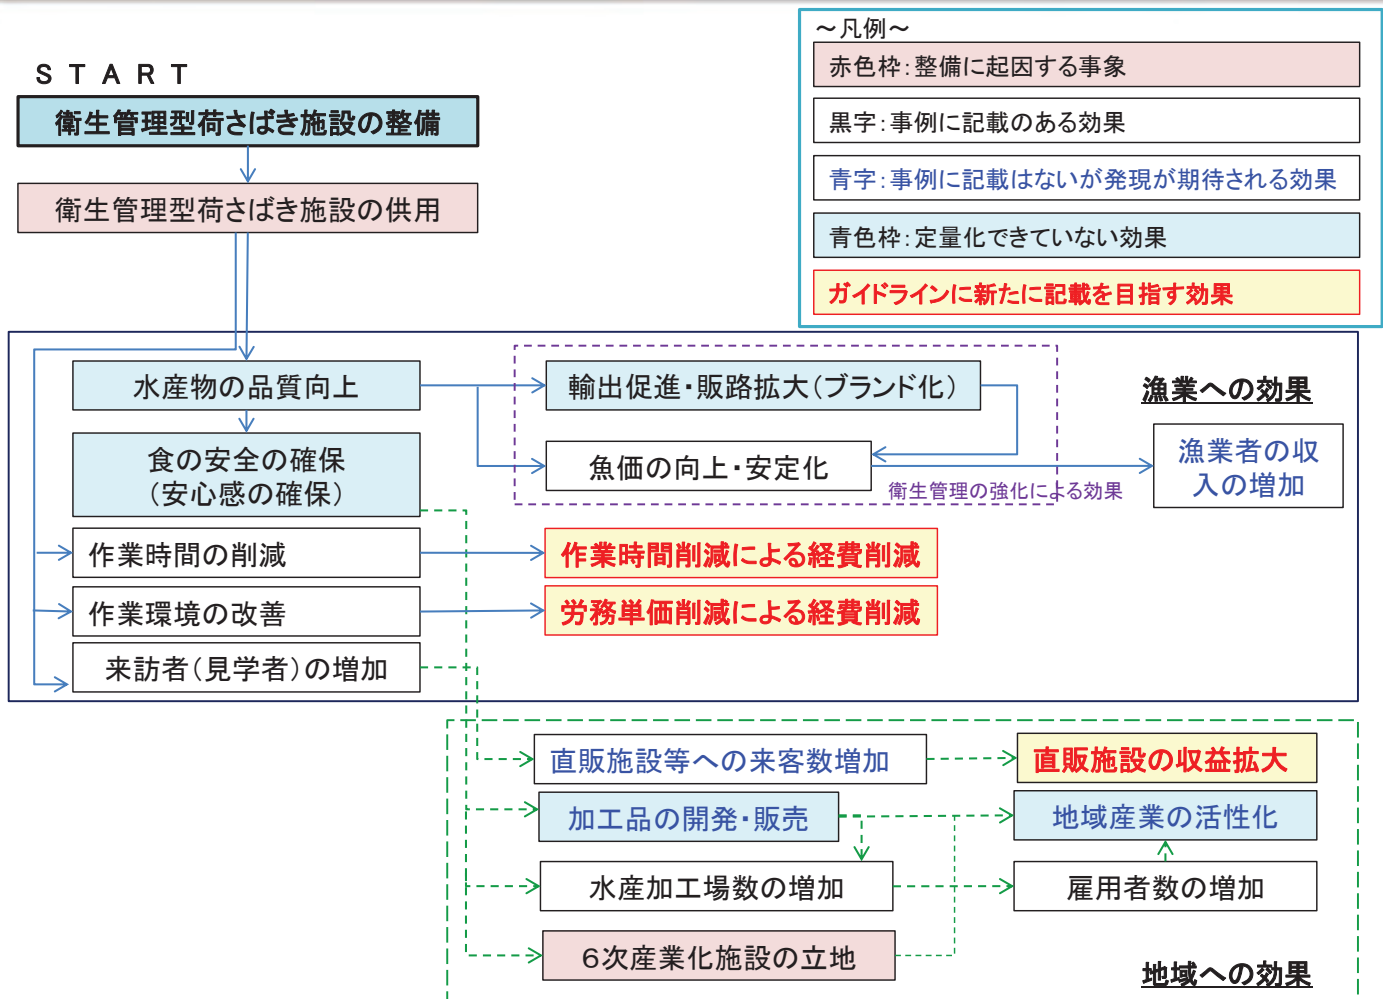 ～凡例～
赤色枠：整備に起因する事象
黒字：事例に記載のある効果
青字：事例に記載はないが発現が期待される効果
青色枠：定量化できていない効果
ガイドラインに新たに記載を目指す効果
ＳＴＡＲＴ
衛生管理型荷さばき施設の整備
衛生管理型荷さばき施設の供用
漁業への効果
水産物の品質向上
輸出促進・販路拡大（ブランド化）
食の安全の確保
（安心感の確保）
魚価の向上・安定化
漁業者の収
入の増加
衛生管理の強化による効果
作業時間の削減
作業時間削減による経費削減
作業環境の改善
労務単価削減による経費削減
来訪者（見学者）の増加
直販施設等への来客数増加
直販施設の収益拡大
加工品の開発・販売
地域産業の活性化
水産加工場数の増加
雇用者数の増加
６次産業化施設の立地
地域への効果